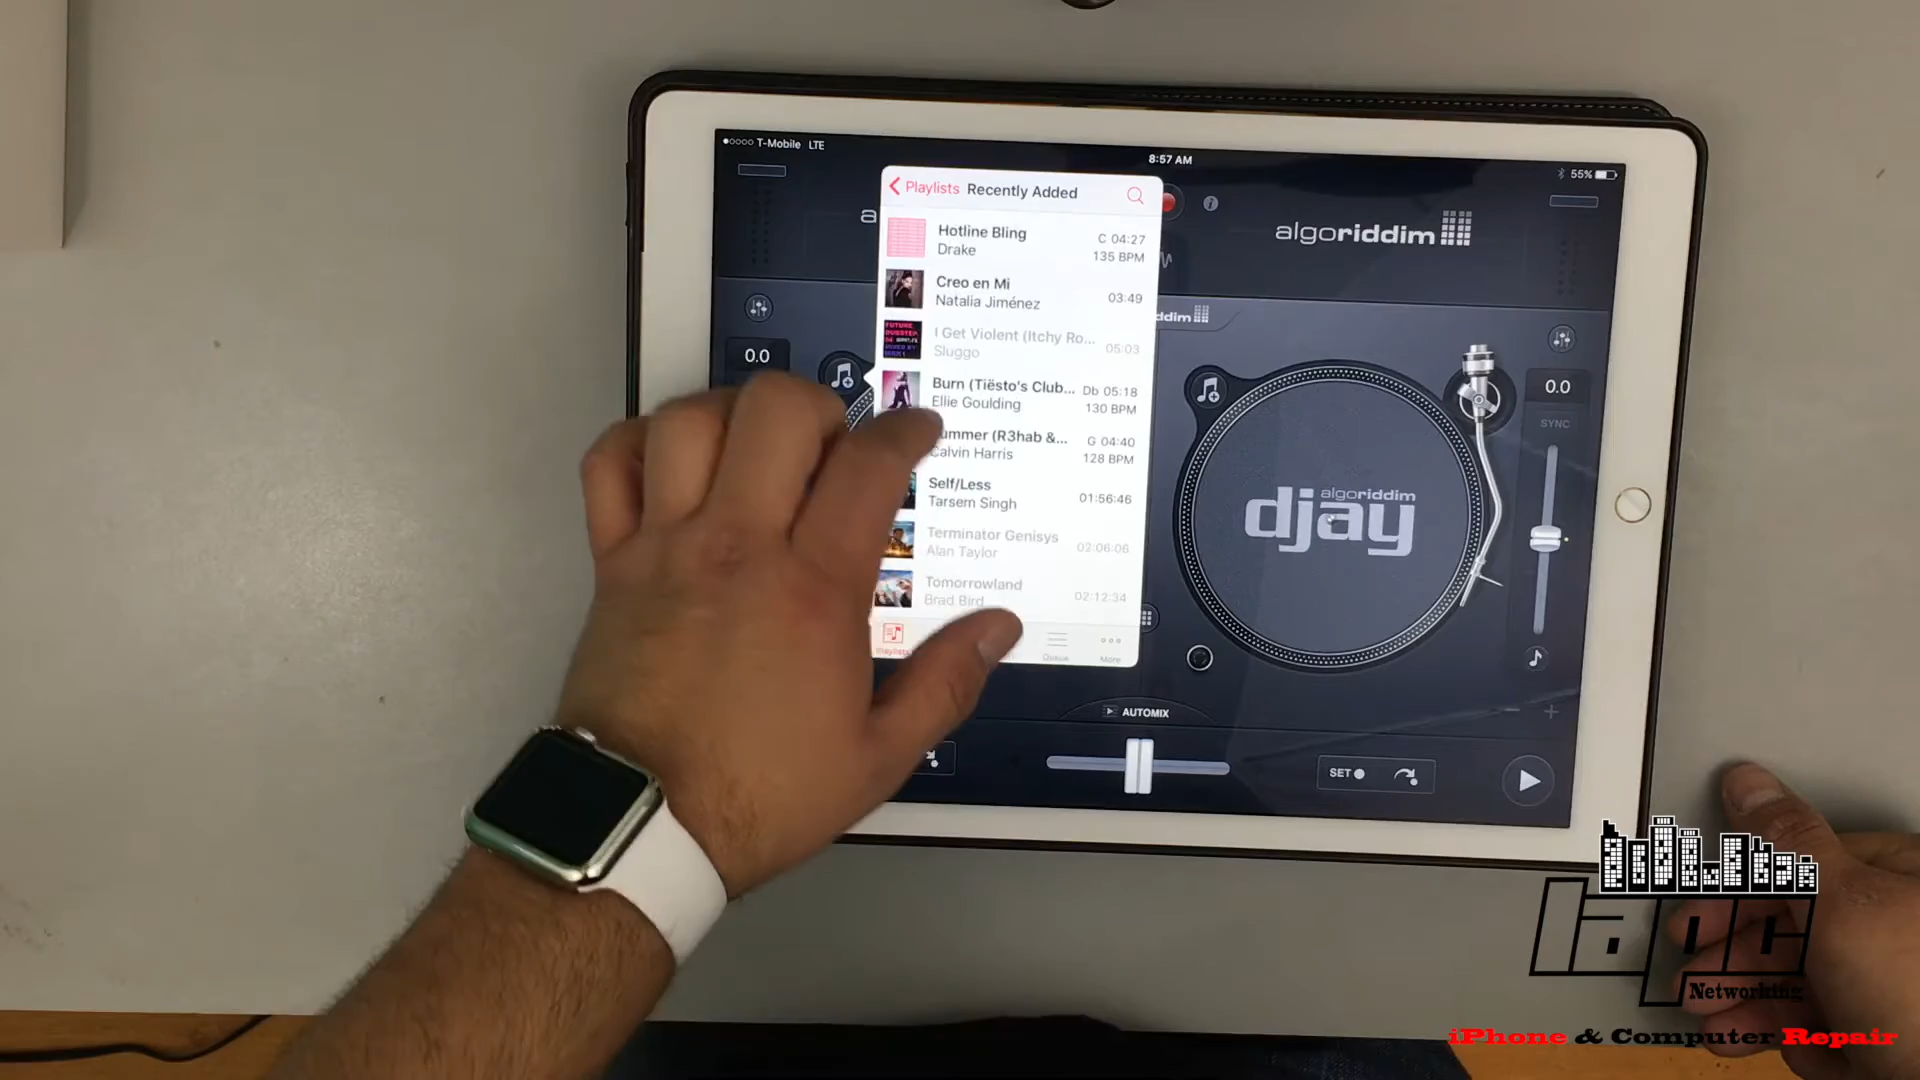 T-Mobile LTE
8:57 AM
55%
Playlists Recently Added
Hotline Bling
C 04:27
Drake
135 BPM
Creo en Mi
Natalia Jiménez
03:49
I Get Violent (Itchy Ro...
Sluggo
05:03
Burn (Tiësto's Club...
Db 05:18
Ellie Goulding
130 BPM
ummer (R3hab &...
G 04:40
Calvin Harris
128 BPM
Self/Less
Tarsem Singh
01:56:46
Terminator Genisys
Alan Taylor
02:06:06
Tomorrowland
Brad Bird
02:12:34
Playlists
Queue
More
algoriddim
0.0
0.0
SYNC
algoriddim
djay
AUTOMIX
SET
lapc
Networking
iPhone & Computer Repair